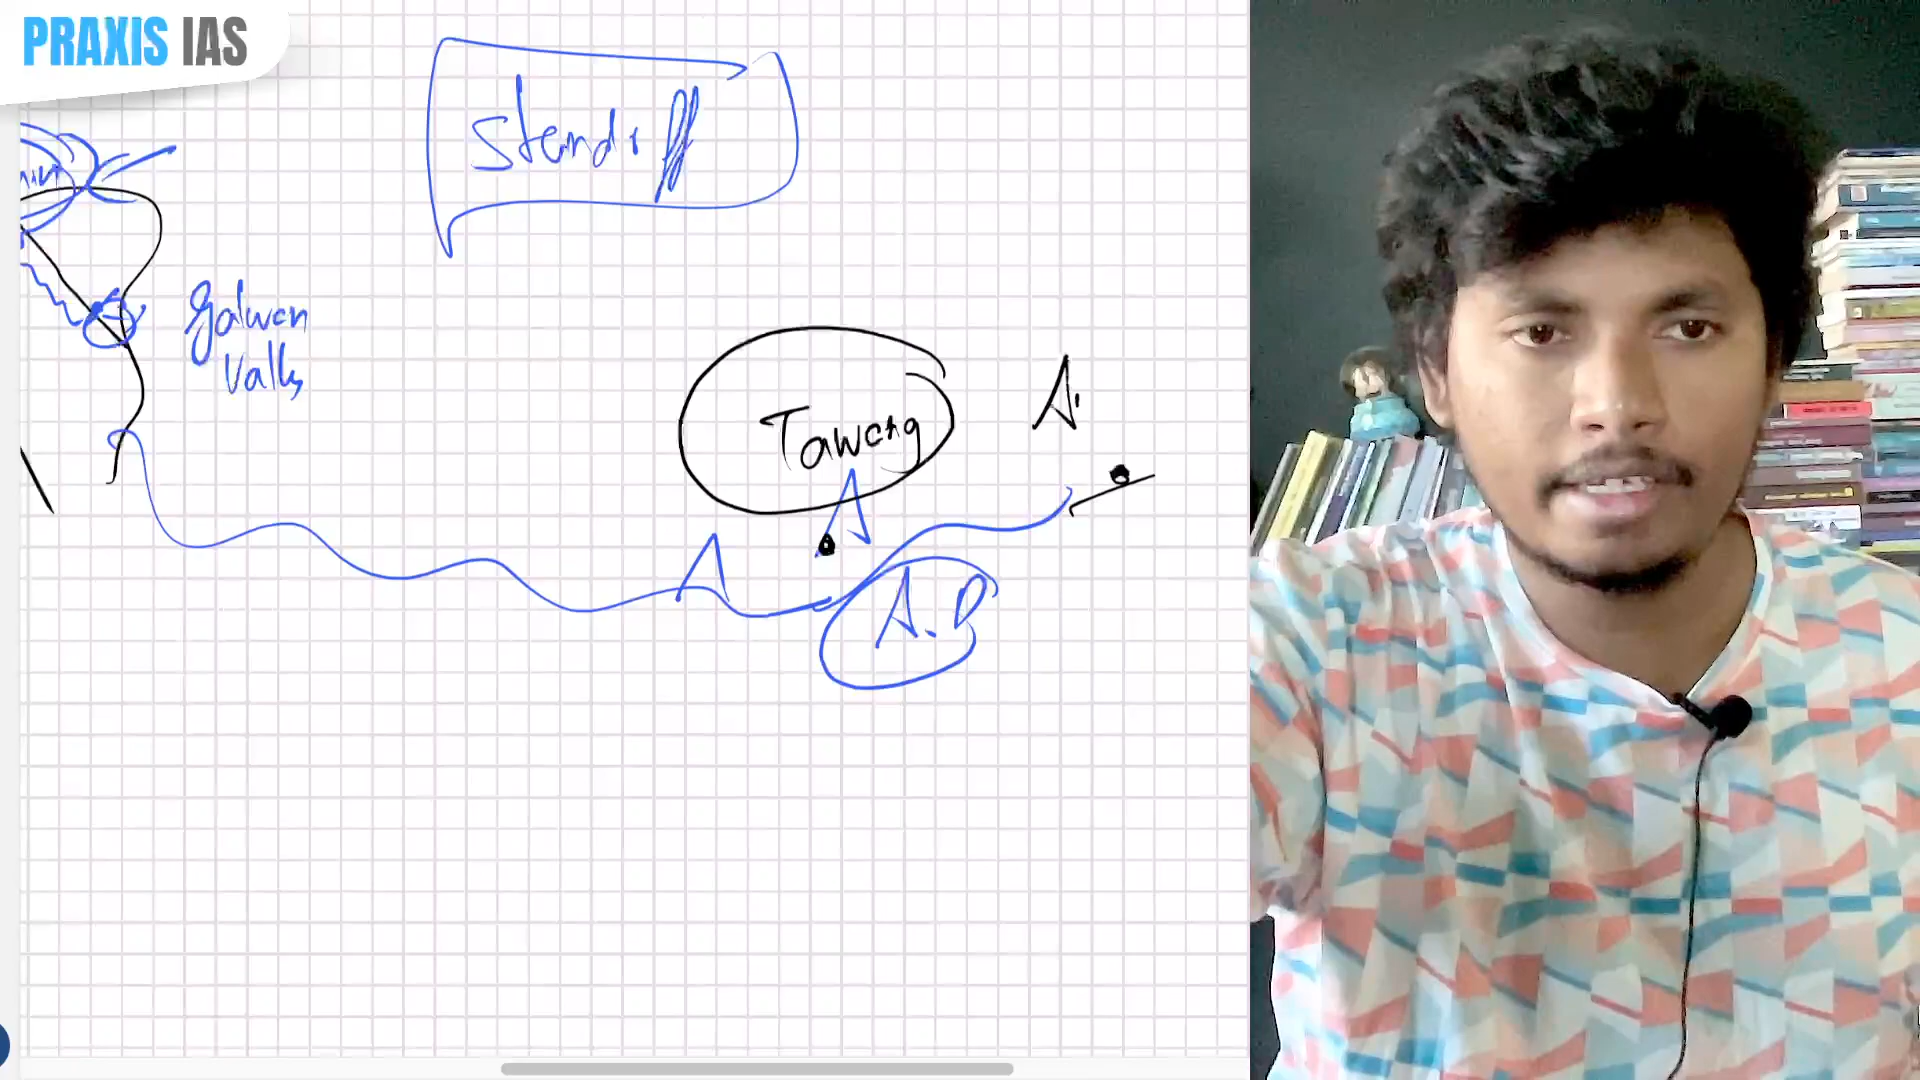 PRAXIS IAS
Standoff
Galwan
Valley
Tawang
A.
A
A
A.P